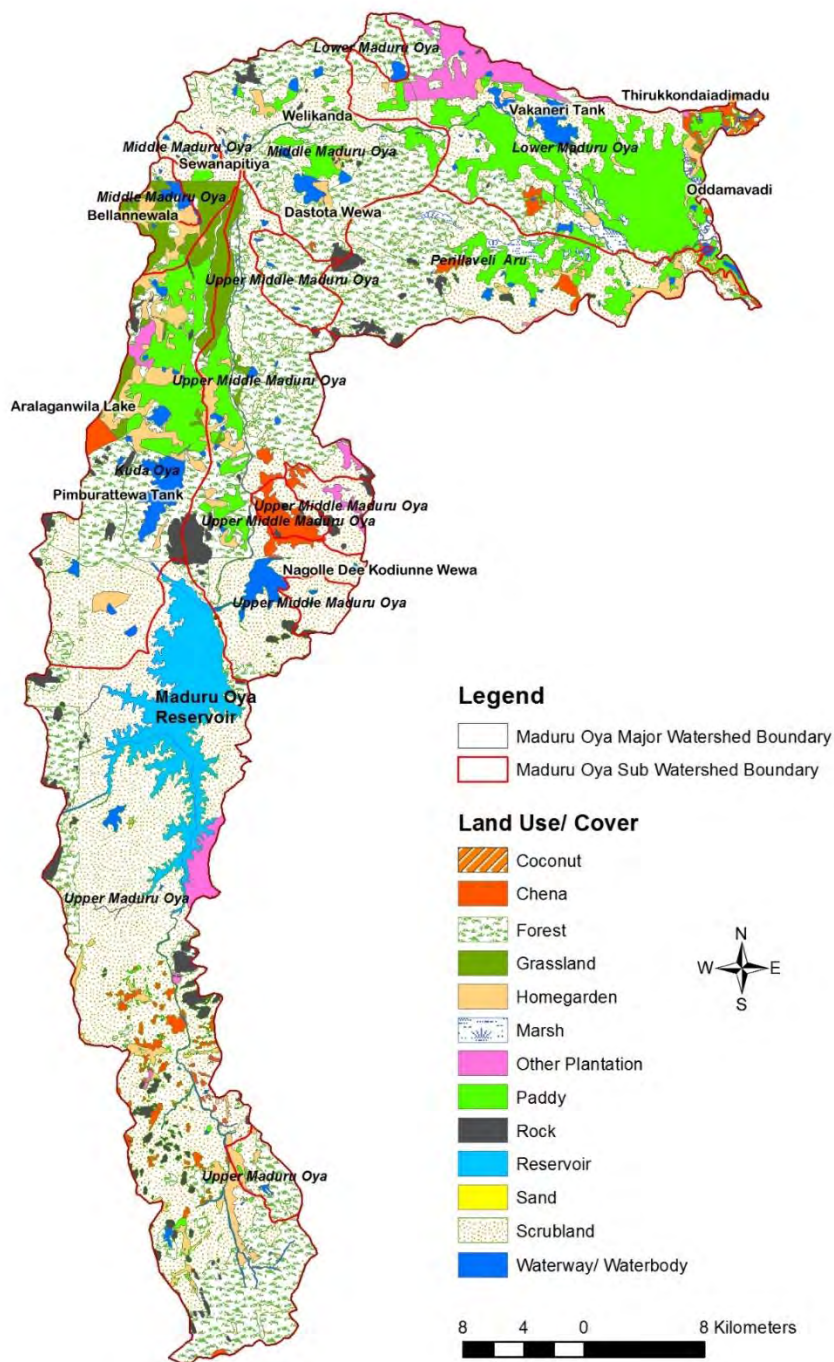 Lower Maduru Oya
Thirukkondaiadimadu
Vakaneri Tank
Welikanda
Lower Maduru Oya
Middle Maduru Oya
Middle Maduru Oya
Sewanapitiya
Oddamavadi
Middle Maduru Oya
Bellannewala
Dastota Wewa
Penillaveli Aru
Upper Middle Maduru Oya
Upper Middle Maduru Oya
Aralaganwila Lake
Kuda Oya
Pimburattewa Tank
Upper Middle Maduru Oya
Upper Middle Maduru Oya
Nagolle Dee Kodiunne Wewa
Upper Middle Maduru Oya
Maduru Oya
Reservoir
Upper Maduru Oya
Upper Maduru Oya
Legend
Maduru Oya Major Watershed Boundary
Maduru Oya Sub Watershed Boundary
Land Use/ Cover
Coconut
Chena
Forest
Grassland
Homegarden
Marsh
Other Plantation
Paddy
Rock
Reservoir
Sand
Scrubland
Waterway/ Waterbody
N
W E
S
8 4 0 8 Kilometers